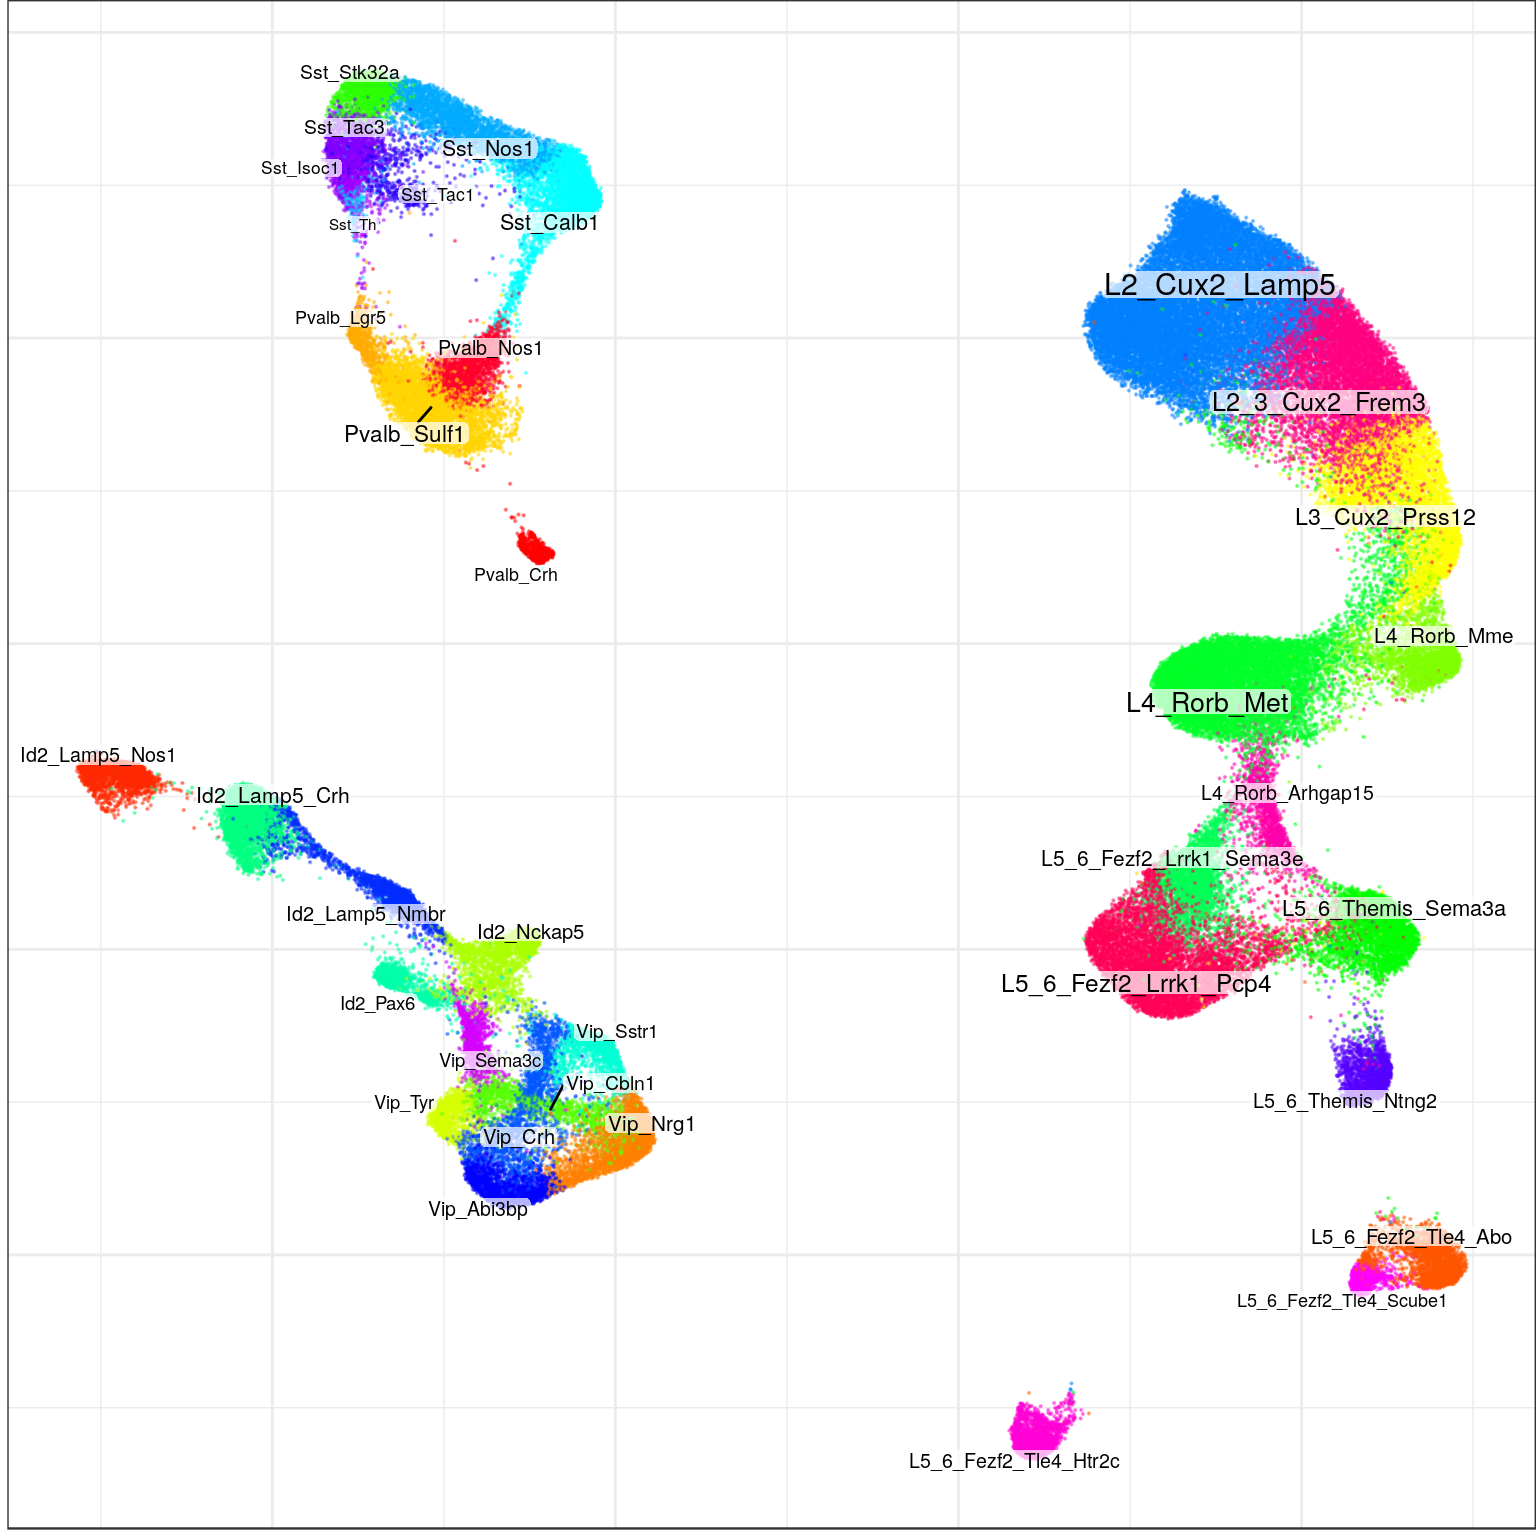 Sst_Stk32a
Sst_Tac3
Sst_Nos1
Sst_Isoc1
Sst_Tac1
Sst_Th
Sst_Calb1
L2_Cux2_Lamp5
Pvalb_Lgr5
Pvalb_Nos1
L2_3_Cux2_Frem3
Pvalb_Sulf1
L3_Cux2_Prss12
Pvalb_Crh
L4_Rorb_Mme
L4_Rorb_Met
Id2_Lamp5_Nos1
Id2_Lamp5_Crh
L4_Rorb_Arhgap15
L5_6_Fezf2_Lrrk1_Sema3e
L5_6_Themis_Sema3a
Id2_Lamp5_Nmbr
Id2_Nckap5
L5_6_Fezf2_Lrrk1_Pcp4
Id2_Pax6
Vip_Sstr1
Vip_Sema3c
Vip_Cbln1
Vip_Tyr
L5_6_Themis_Ntng2
Vip_Nrg1
Vip_Crh
Vip_Abi3bp
L5_6_Fezf2_Tle4_Abo
L5_6_Fezf2_Tle4_Scube1
L5_6_Fezf2_Tle4_Htr2c